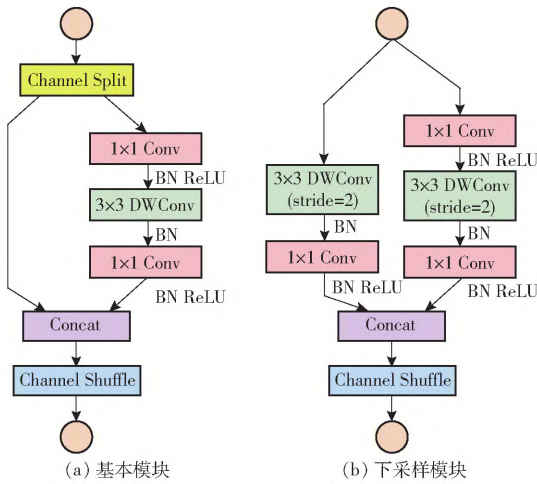 Channel Split
1×1 Conv
BN ReLU
3×3 DWConv
BN
1×1 Conv
BN ReLU
Concat
Channel Shuffle
(a) 基本模块
1×1 Conv
BN ReLU
3×3 DWConv
(stride=2)
BN
1×1 Conv
BN ReLU
3×3 DWConv
(stride=2)
BN
1×1 Conv
BN ReLU
Concat
Channel Shuffle
(b) 下采样模块